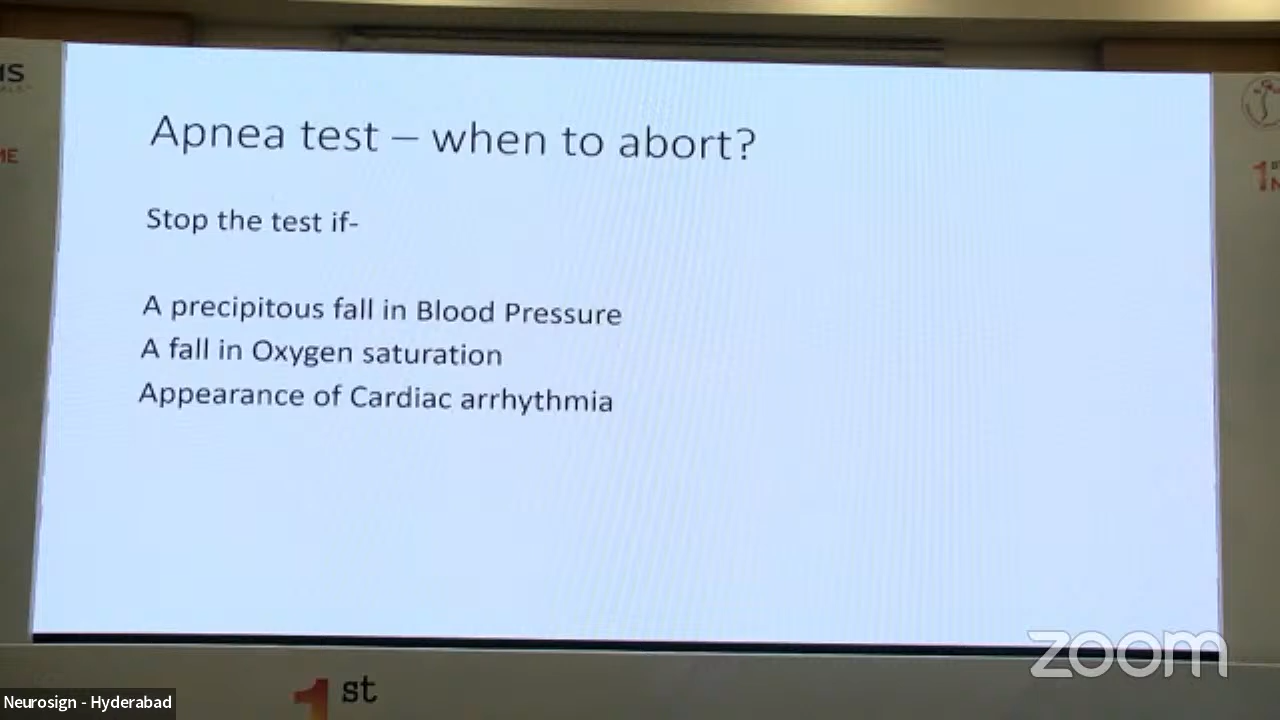 Apnea test – when to abort?
Stop the test if-
A precipitous fall in Blood Pressure
A fall in Oxygen saturation
Appearance of Cardiac arrhythmia
zoom
1st
Neurosign - Hyderabad